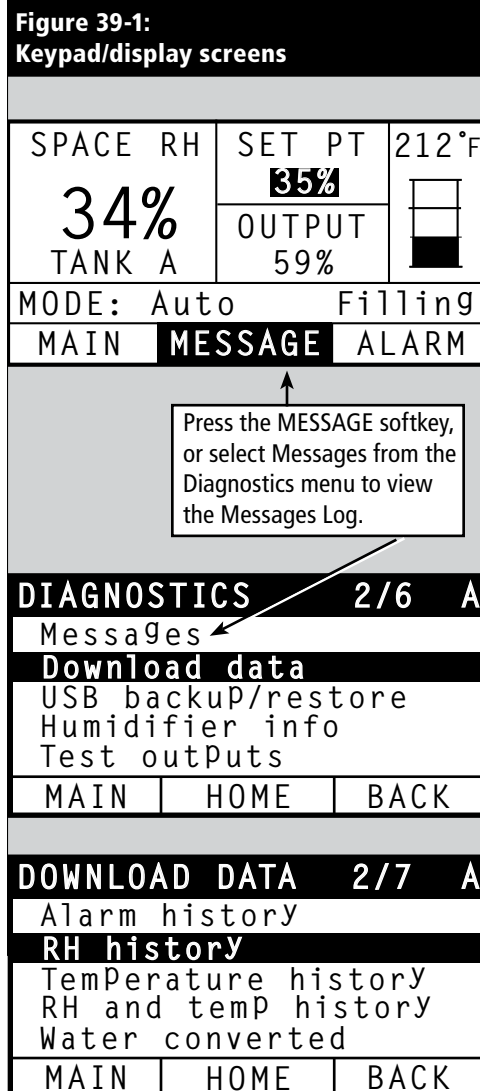 Figure 39-1:
Keypad/display screens
SPACE RH
34%
TANK A
SET PT
35%
OUTPUT
59%
212°F
MODE: Auto Filling
MAIN MESSAGE ALARM
Press the MESSAGE softkey,
or select Messages from the
Diagnostics menu to view
the Messages Log.
DIAGNOSTICS 2/6 A
Messages
Download data
USB backup/restore
Humidifier info
Test outputs
MAIN HOME BACK
DOWNLOAD DATA 2/7 A
Alarm history
RH history
Temperature history
RH and temp history
Water converted
MAIN HOME BACK